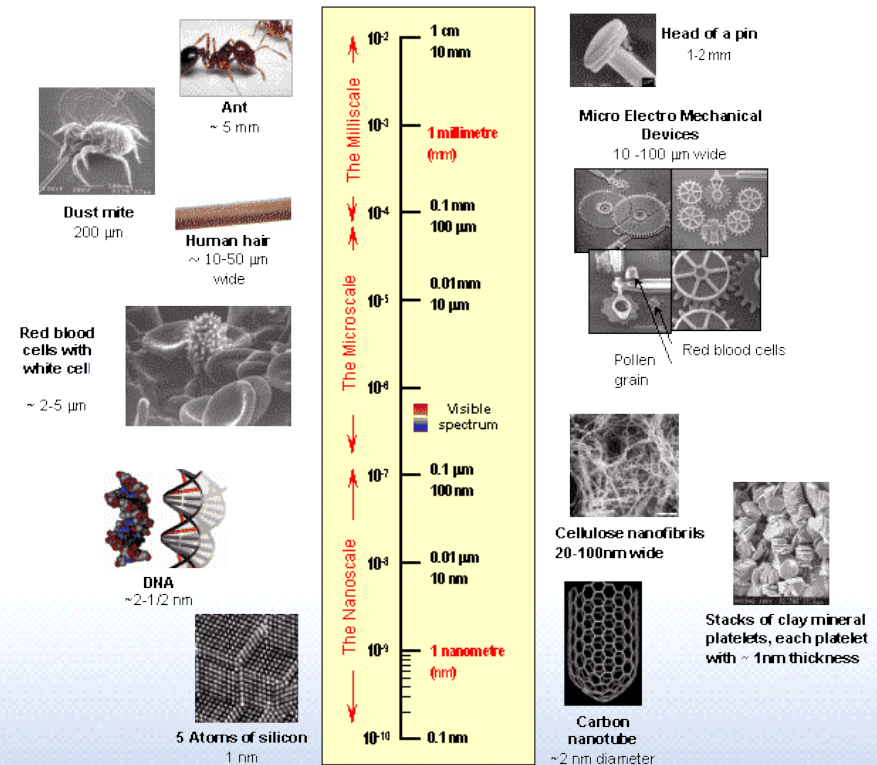 Ant
~ 5 mm
Dust mite
200 µm
Human hair
~ 10-50 µm
wide
Red blood
cells with
white cell
~ 2-5 µm
DNA
~2-1/2 nm
5 Atoms of silicon
1 nm
The Milliscale
The Microscale
The Nanoscale
10-2
1 cm
10 mm
10-3
1 millimetre
(mm)
10-4
0.1 mm
100 µm
10-5
0.01 mm
10 µm
10-6
Visible
spectrum
10-7
0.1 µm
100 nm
10-8
0.01 µm
10 nm
10-9
1 nanometre
(nm)
10-10
0.1 nm
Head of a pin
1-2 mm
Micro Electro Mechanical
Devices
10 -100 µm wide
Pollen
grain
Red blood cells
Cellulose nanofibrils
20-100nm wide
Stacks of clay mineral
platelets, each platelet
with ~ 1nm thickness
Carbon
nanotube
~2 nm diameter